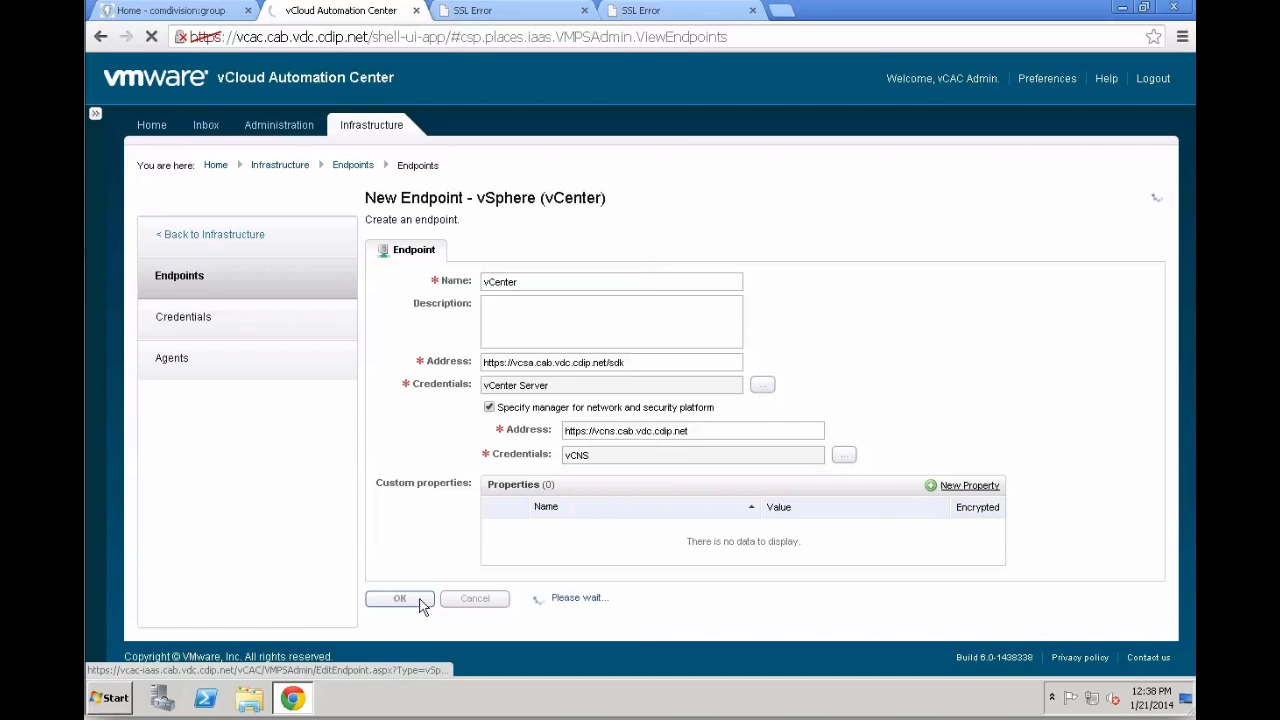 Home - comdivision:group
vCloud Automation Center
SSL Error
SSL Error
https://vcac.cab.vdc.cdip.net/shell-ui-app/#csp.places.iaas.VMPSAdmin.ViewEndpoints
vmware vCloud Automation Center
Welcome, vCAC Admin. Preferences Help Logout
Home Inbox Administration Infrastructure
You are here: Home Infrastructure Endpoints Endpoints
New Endpoint - vSphere (vCenter)
Create an endpoint.
< Back to Infrastructure
Endpoints
Credentials
Agents
Endpoint
* Name: vCenter
Description:
* Address: https://vcsa.cab.vdc.cdip.net/sdk
* Credentials: vCenter Server ...
Specify manager for network and security platform
* Address: https://vcns.cab.vdc.cdip.net
* Credentials: vCNS ...
Custom properties: Properties (0) New Property
Name Value Encrypted
There is no data to display.
OK Cancel Please wait...
Copyright © VMware, Inc. All rights reserved.
Build 6.0-1438338 Privacy policy Contact us
https://vcac-iaas.cab.vdc.cdip.net/vCAC/VMPSAdmin/EditEndpoint.aspx?Type=vSp...
Start
12:38 PM
1/21/2014